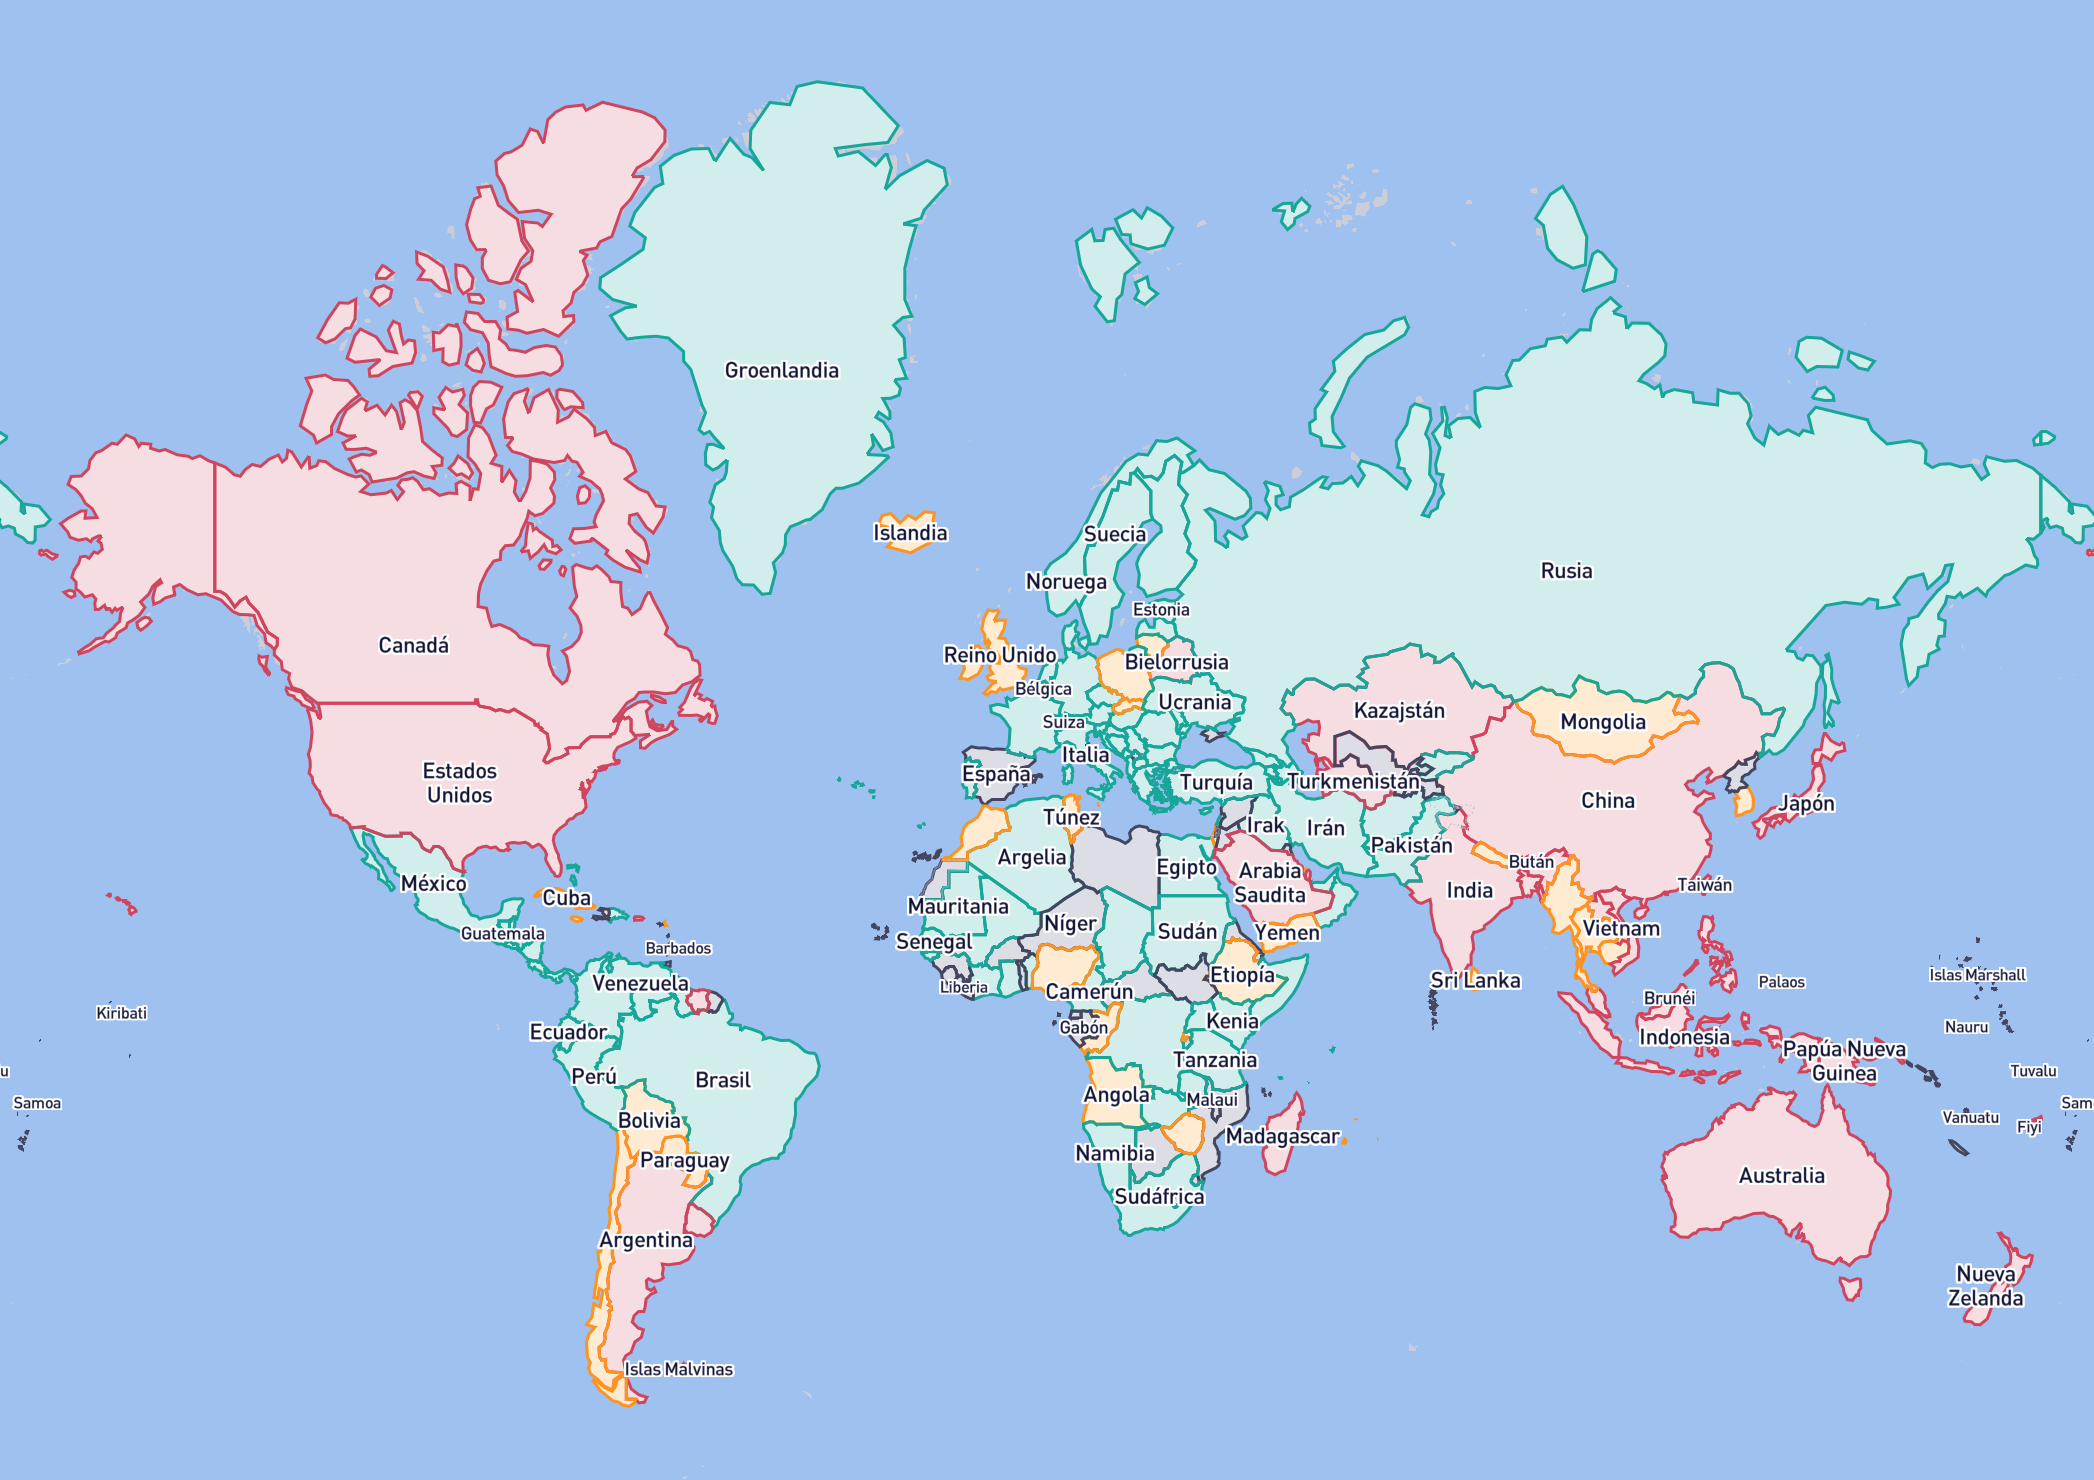 Groenlandia
Islandia
Suecia
Noruega
Rusia
Estonia
Canadá
Reino Unido
Bielorrusia
Bélgica
Ucrania
Kazajstán
Mongolia
Suiza
Italia
Estados
Unidos
España
Turquía
Turkmenistán
China
Japón
Túnez
Irak
Irán
Pakistán
Argelia
Egipto
Arabia
Saudita
Bután
India
Taiwán
México
Cuba
Mauritania
Níger
Sudán
Yemen
Vietnam
Guatemala
Barbados
Senegal
Etiopía
Sri Lanka
Islas Marshall
Venezuela
Liberia
Camerún
Palaos
Brunéi
Kiribati
Ecuador
Gabón
Kenia
Indonesia
Nauru
Papúa Nueva
Guinea
u
Perú
Brasil
Tanzania
Tuvalu
Samoa
Angola
Malaui
Sam
Bolivia
Vanuatu
Fiyi
Madagascar
Paraguay
Namibia
Australia
Sudáfrica
Argentina
Nueva
Zelanda
Islas Malvinas